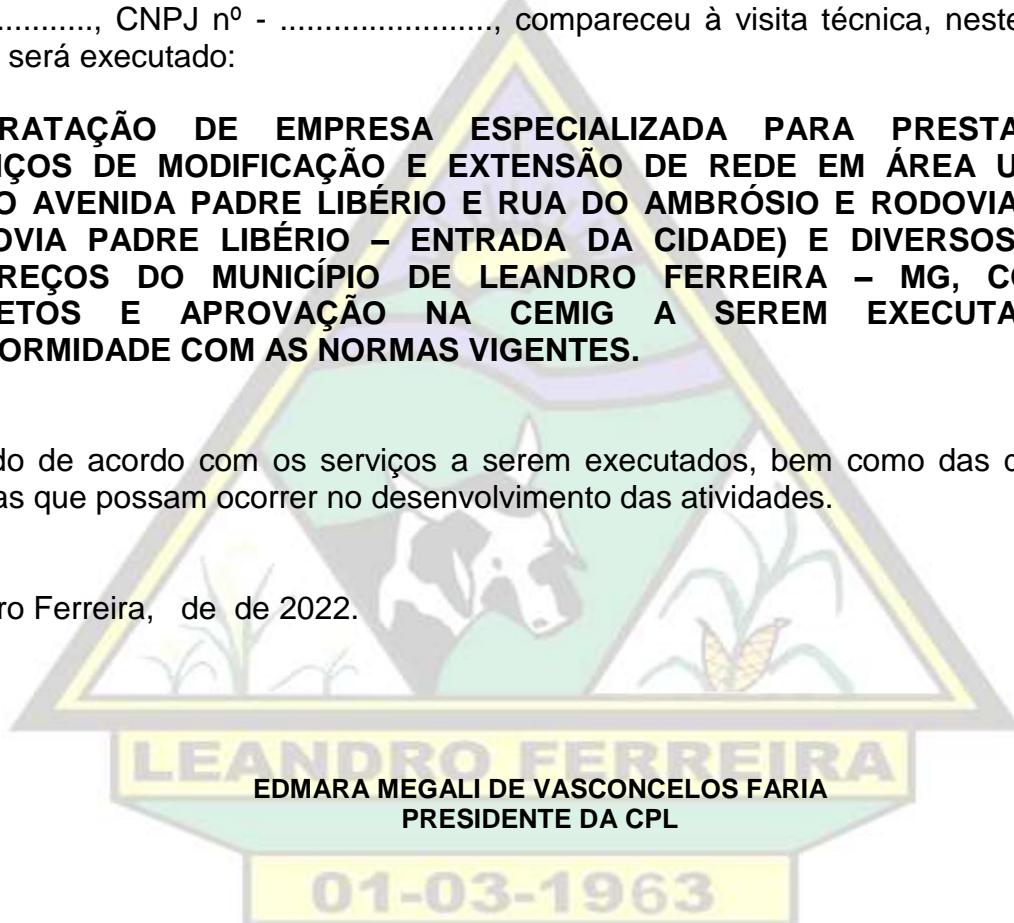 ............, CNPJ nº - ........................, compareceu à visita técnica, neste
será executado:
RATAÇÃO DE EMPRESA ESPECIALIZADA PARA PRESTA
IÇOS DE MODIFICAÇÃO E EXTENSÃO DE REDE EM ÁREA U
O AVENIDA PADRE LIBÉRIO E RUA DO AMBRÓSIO E RODOVIA
OVIA PADRE LIBÉRIO – ENTRADA DA CIDADE) E DIVERSOS
REÇOS DO MUNICÍPIO DE LEANDRO FERREIRA – MG, CO
ETOS E APROVAÇÃO NA CEMIG A SEREM EXECUTA
ORMIDADE COM AS NORMAS VIGENTES.
do de acordo com os serviços a serem executados, bem como das d
as que possam ocorrer no desenvolvimento das atividades.
ro Ferreira, de de 2022.
LEANDRO FERREIRA
EDMARA MEGALI DE VASCONCELOS FARIA
PRESIDENTE DA CPL
01-03-1963